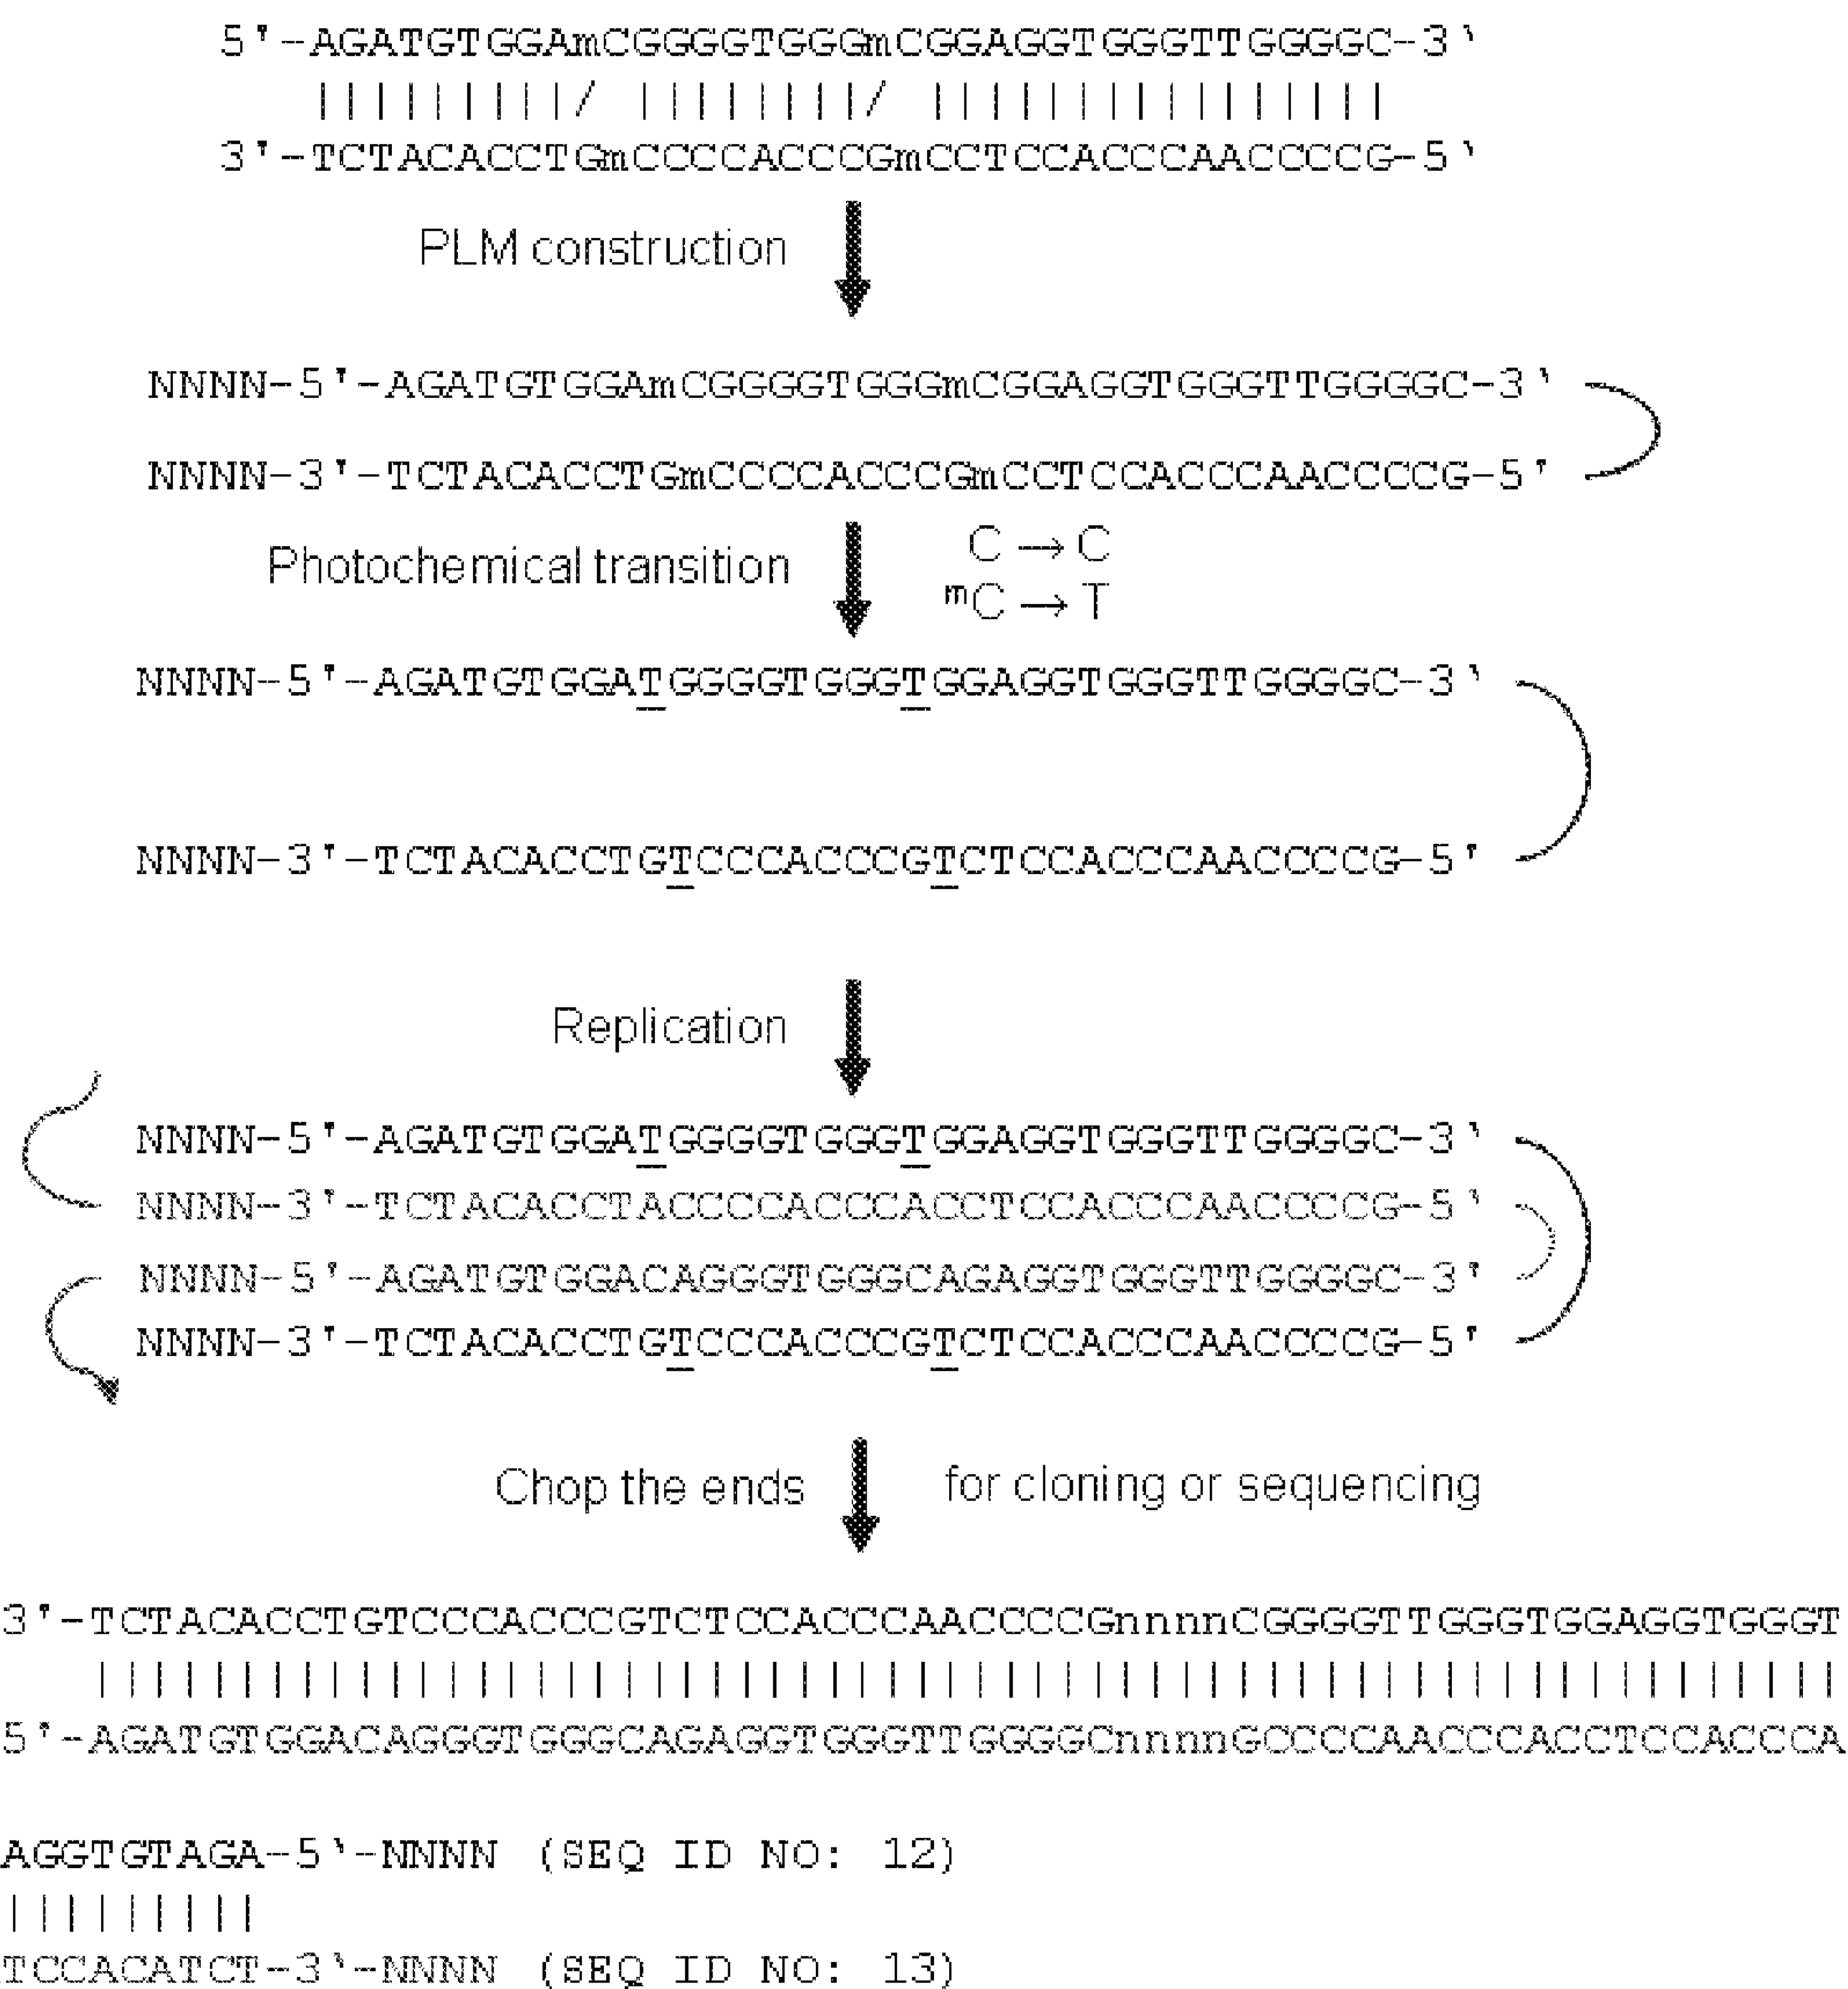 5'-AGATGTGGAmCGGGGTGGGmCGGAGGTGGGTTGGGGC-3'
|||||||||/ ||||||||/ ||||||||||||||||
3'-TCTACACCTGmCCCCACCCGmCCTCCACCCAACCCCG-5'
PLM construction
NNNN-5'-AGATGTGGAmCGGGGTGGGmCGGAGGTGGGTTGGGGC-3'
NNNN-3'-TCTACACCTGmCCCCACCCGmCCTCCACCCAACCCCG-5'
Photochemical transition
C→C
mC→T
NNNN-5'-AGATGTGGATGGGGTGGGTGGAGGTGGGTTGGGGC-3'
NNNN-3'-TCTACACCTGTCCCACCCGTCTCCACCCAACCCCG-5'
Replication
NNNN-5'-AGATGTGGATGGGGTGGGTGGAGGTGGGTTGGGGC-3'
NNNN-3'-TCTACACCTACCCCACCCACCTCCACCCAACCCCG-5'
NNNN-5'-AGATGTGGACAGGGTGGGCAGAGGTGGGTTGGGGC-3'
NNNN-3'-TCTACACCTGTCCCACCCGTCTCCACCCAACCCCG-5'
Chop the ends for cloning or sequencing
3'-TCTACACCTGTCCCACCCGTCTCCACCCAACCCCGnnnnCGGGGTTGGGTGGAGGTGGGT
||||||||||||||||||||||||||||||||||||||||||||||||||||||||||||
5'-AGATGTGGACAGGGTGGGCAGAGGTGGGTTGGGGCnnnnGCCCCAACCCACCTCCACCCA
AGGTGTAGA-5'-NNNN (SEQ ID NO: 12)
|||||||||
TCCACATCT-3'-NNNN (SEQ ID NO: 13)